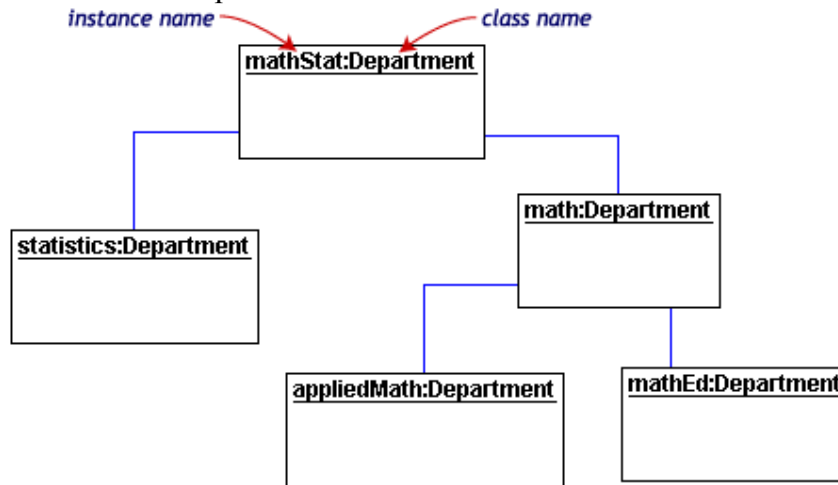 instance name
class name
mathStat:Department
math:Department
statistics:Department
appliedMath:Department
mathEd:Department